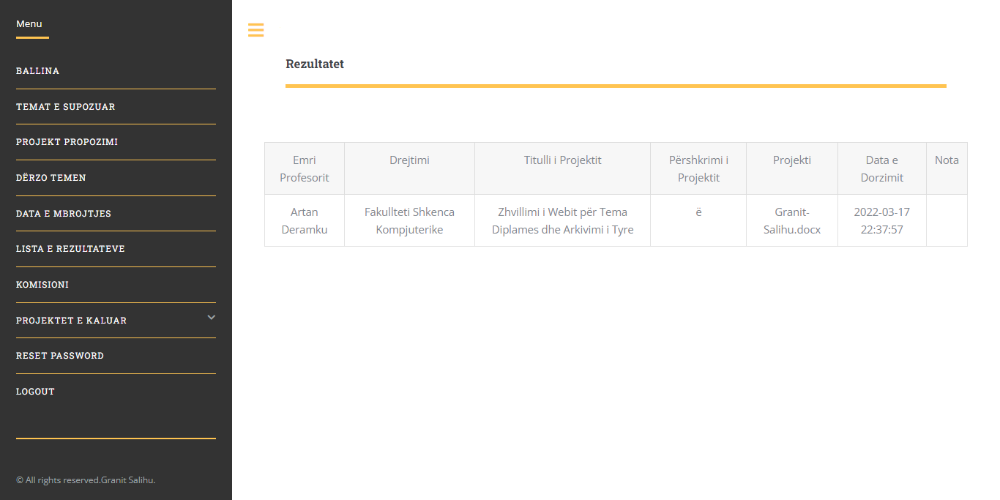 Menu
BALLINA
TEMAT E SUPOZUAR
PROJEKT PROPOZIMI
DËRZO TEMEN
DATA E MBROJTJES
LISTA E REZULTATEVE
KOMISIONI
PROJEKTET E KALUAR
RESET PASSWORD
LOGOUT
© All rights reserved.Granit Salihu.
Rezultatet
Emri
Profesorit
Drejtimi
Titulli i Projektit
Përshkrimi i
Projektit
Projekti
Data e
Dorzimit
Nota
Artan
Deramku
Fakullteti Shkenca
Kompjuterike
Zhvillimi i Webit për Tema
Diplames dhe Arkivimi i Tyre
ë
Granit-
Salihu.docx
2022-03-17
22:37:57